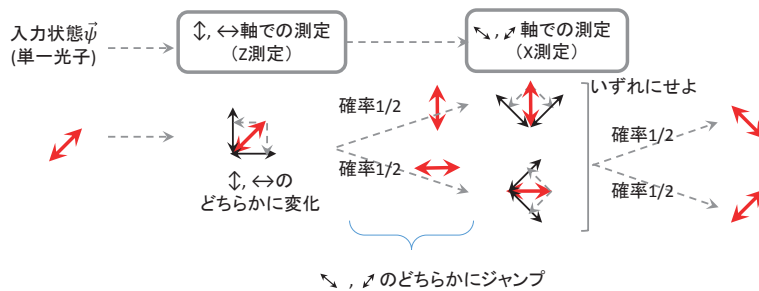 入力状態ψ⃗
(単一光子)
↕, ↔軸での測定
(Z測定)
⤡, ⤢ 軸での測定
(X測定)
いずれにせよ
確率1/2
確率1/2
確率1/2
確率1/2
↕, ↔の
どちらかに変化
⤡, ⤢ のどちらかにジャンプ